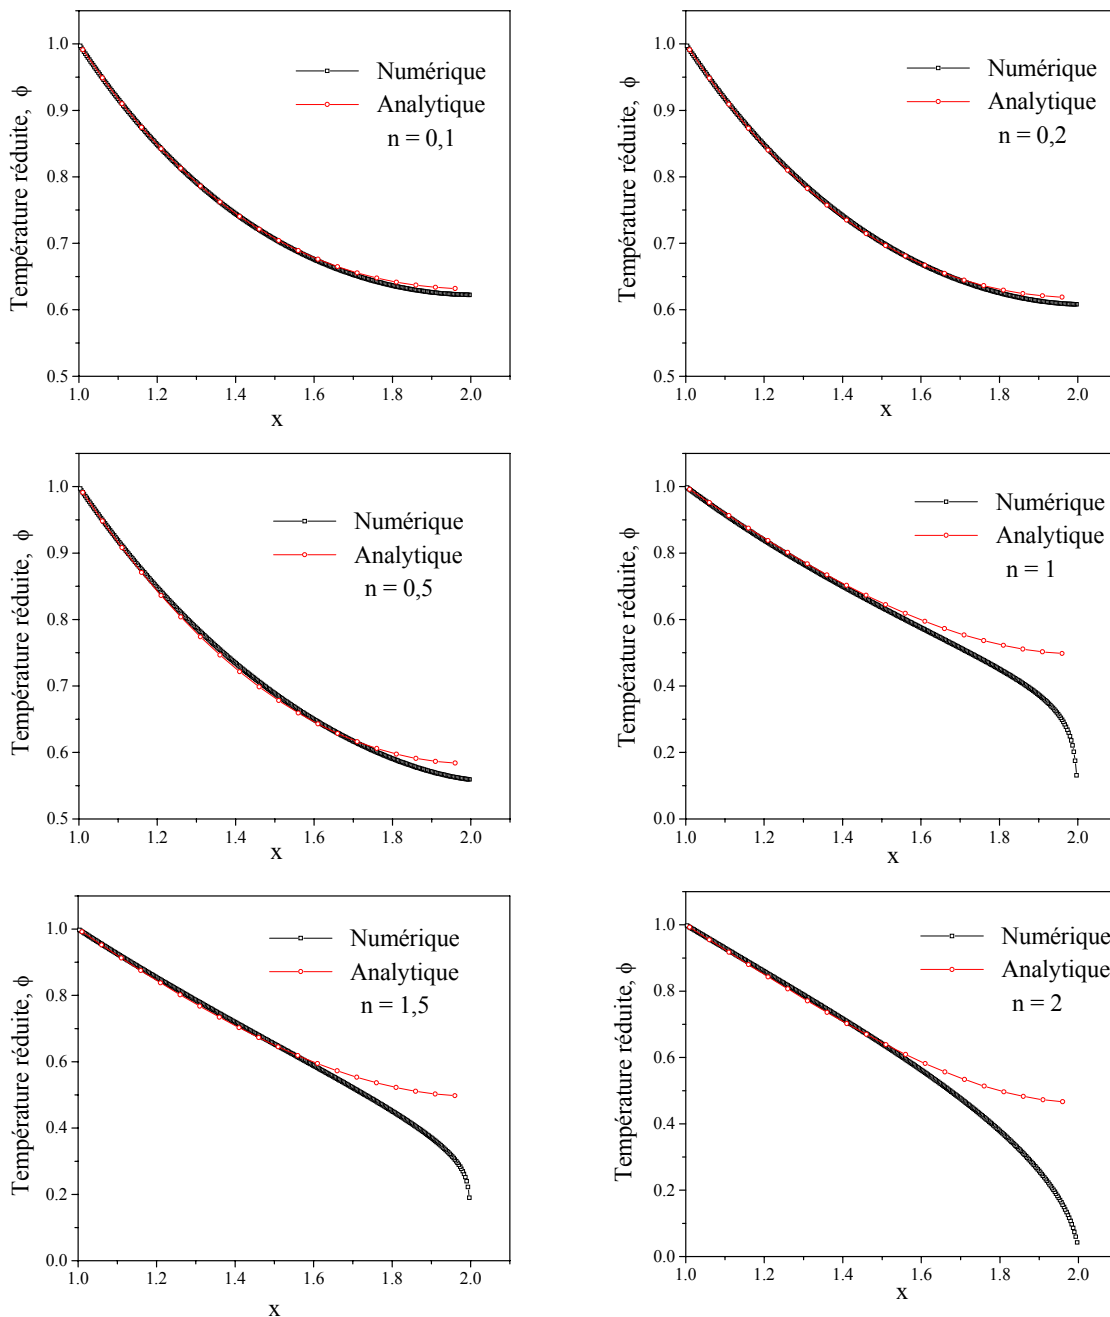 1.0
0.9
0.8
0.7
0.6
0.5
Température réduite, ϕ
Numérique
Analytique
n = 0,1
1.0 1.2 1.4 1.6 1.8 2.0
x
1.0
0.9
0.8
0.7
0.6
0.5
Température réduite, ϕ
Numérique
Analytique
n = 0,2
1.0 1.2 1.4 1.6 1.8 2.0
x
1.0
0.9
0.8
0.7
0.6
0.5
Température réduite, ϕ
Numérique
Analytique
n = 0,5
1.0 1.2 1.4 1.6 1.8 2.0
x
1.0
0.8
0.6
0.4
0.2
0.0
Température réduite, ϕ
Numérique
Analytique
n = 1
1.0 1.2 1.4 1.6 1.8 2.0
x
1.0
0.8
0.6
0.4
0.2
0.0
Température réduite, ϕ
Numérique
Analytique
n = 1,5
1.0 1.2 1.4 1.6 1.8 2.0
x
1.0
0.8
0.6
0.4
0.2
0.0
Température réduite, ϕ
Numérique
Analytique
n = 2
1.0 1.2 1.4 1.6 1.8 2.0
x